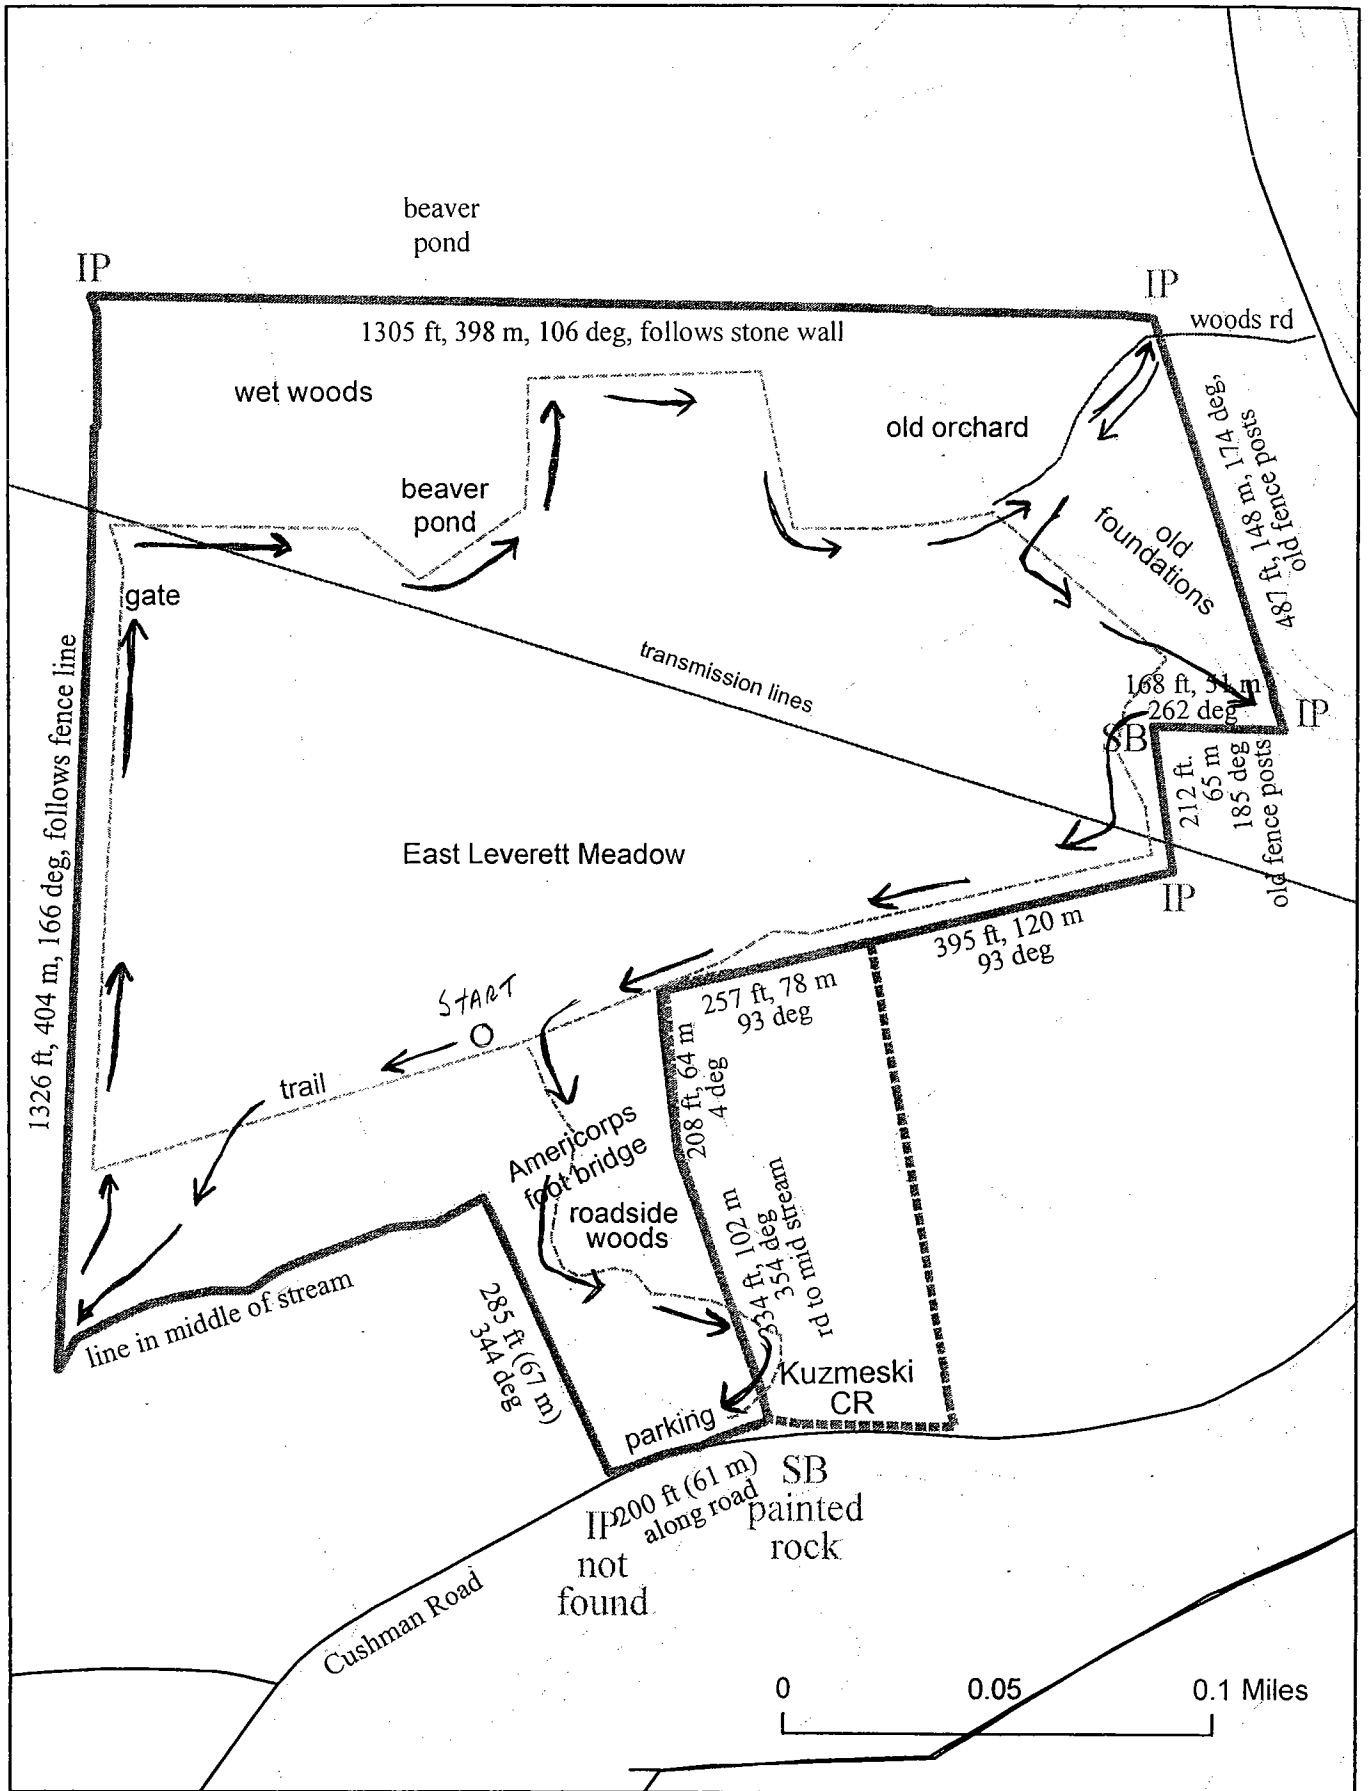 beaver
pond
IP
IP
1305 ft, 398 m, 106 deg, follows stone wall
woods rd
wet woods
old orchard
487 ft, 148 m, 174 deg,
old fence posts
beaver
pond
old
foundations
gate
transmission lines
168 ft, 51 m
262 deg
IP
SB
212 ft.
65 m
185 deg
old fence posts
1326 ft, 404 m, 166 deg, follows fence line
East Leverett Meadow
IP
395 ft, 120 m
93 deg
257 ft, 78 m
93 deg
START
208 ft, 64 m
4 deg
trail
Americorps
foot bridge
roadside
woods
334 ft, 102 m
354 deg
rd to mid stream
line in middle of stream
285 ft (67 m)
344 deg
Kuzmeski
CR
parking
200 ft (61 m)
along road
SB
painted
rock
IP
not
found
Cushman Road
0 0.05 0.1 Miles